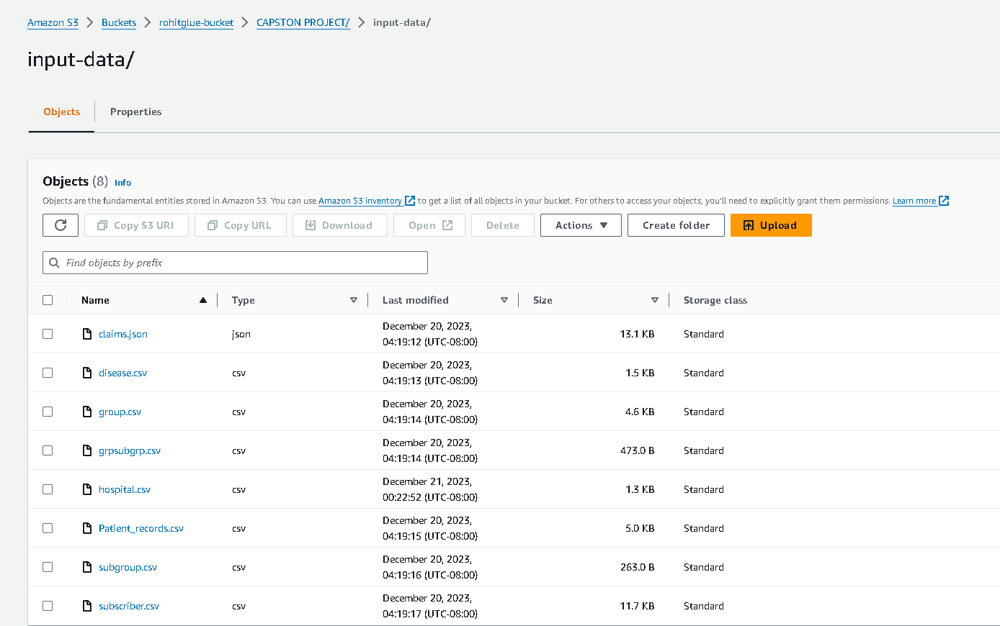 Amazon S3 > Buckets > rohitglue-bucket > CAPSTON PROJECT/ > input-data/
input-data/
Objects Properties
Objects (8) Info
Objects are the fundamental entities stored in Amazon S3. You can use Amazon S3 inventory to get a list of all objects in your bucket. For others to access your objects, you'll need to explicitly grant them permissions. Learn more
Copy S3 URI Copy URL Download Open Delete Actions Create folder Upload
Find objects by prefix
Name Type Last modified Size Storage class
claims.json json December 20, 2023, 04:19:12 (UTC-08:00) 13.1 KB Standard
disease.csv csv December 20, 2023, 04:19:13 (UTC-08:00) 1.5 KB Standard
group.csv csv December 20, 2023, 04:19:14 (UTC-08:00) 4.6 KB Standard
grpsubgrp.csv csv December 20, 2023, 04:19:14 (UTC-08:00) 473.0 B Standard
hospital.csv csv December 21, 2023, 00:22:52 (UTC-08:00) 1.3 KB Standard
Patient_records.csv csv December 20, 2023, 04:19:15 (UTC-08:00) 5.0 KB Standard
subgroup.csv csv December 20, 2023, 04:19:16 (UTC-08:00) 263.0 B Standard
subscriber.csv csv December 20, 2023, 04:19:17 (UTC-08:00) 11.7 KB Standard